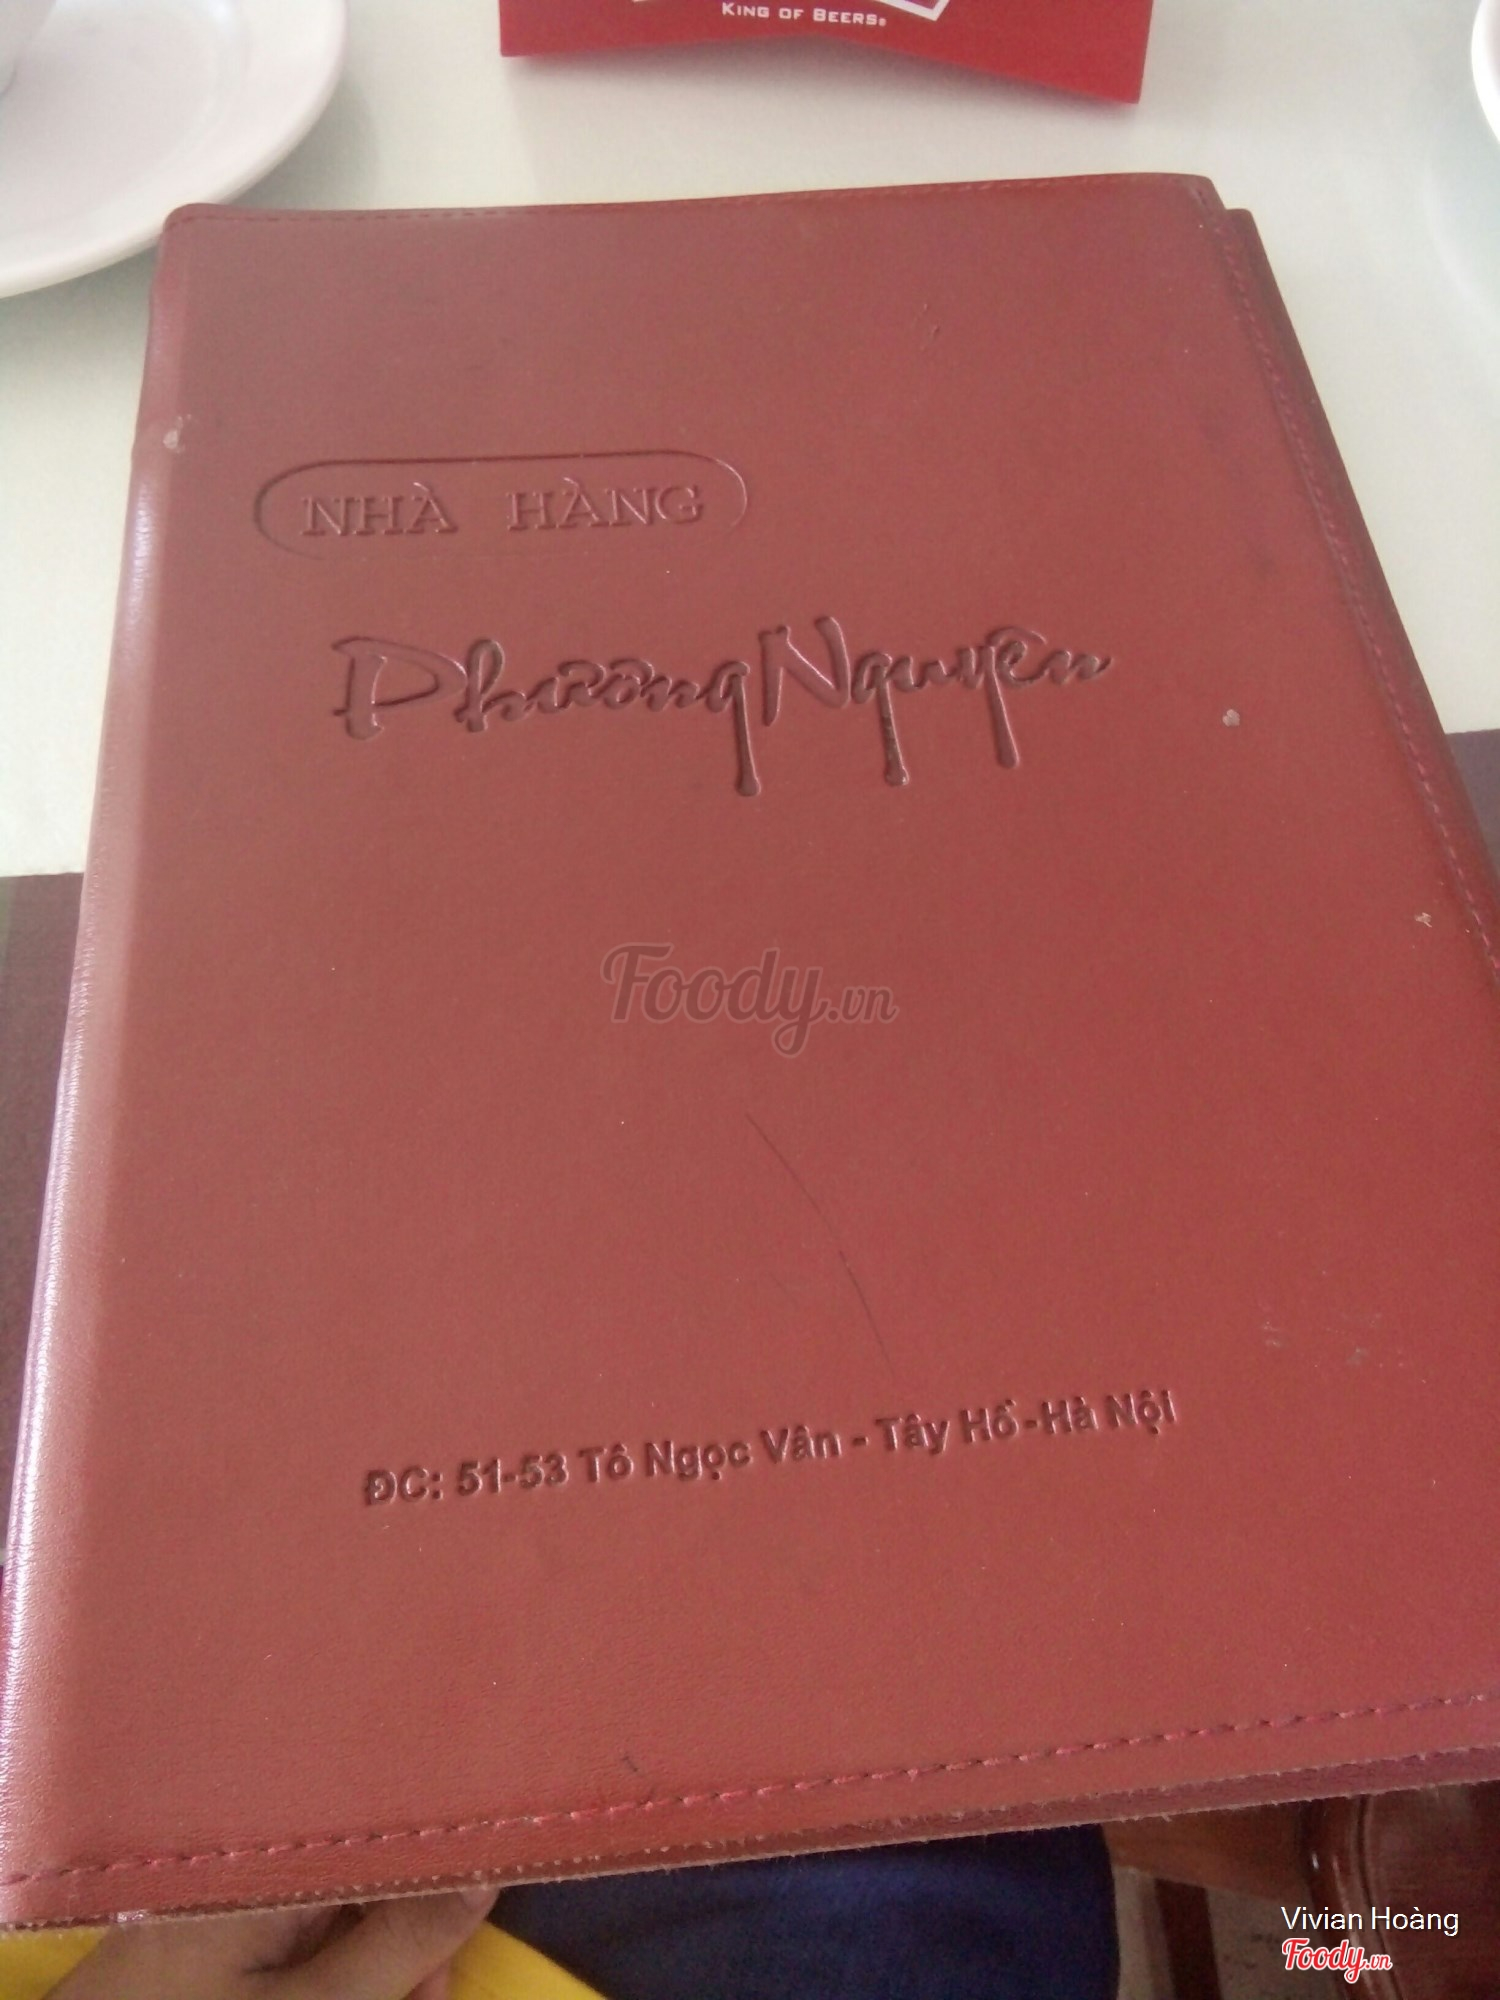 KING OF BEERS®
NHÀ HÀNG
Phương Nguyên
Foody.vn
ĐC: 51-53 Tô Ngọc Vân - Tây Hồ - Hà Nội
Vivian Hoàng
Foody.vn